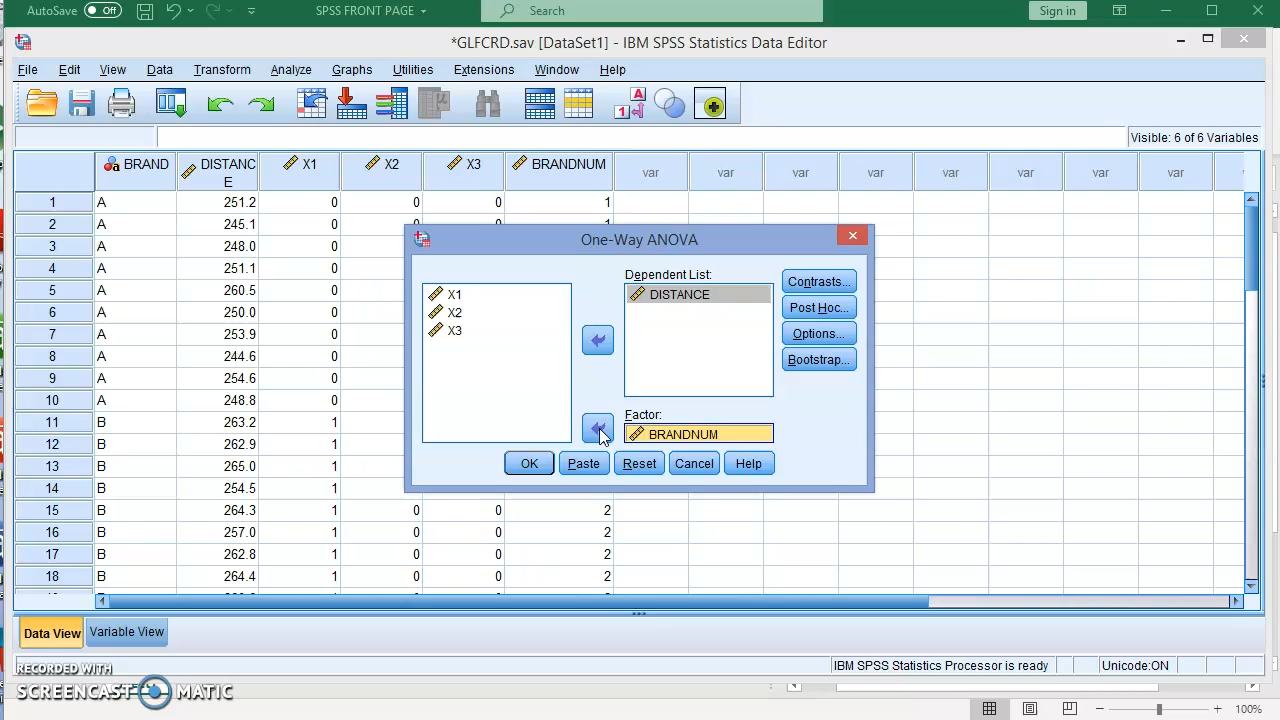 AutoSave Off SPSS FRONT PAGE Search Sign in
*GLFCRD.sav [DataSet1] - IBM SPSS Statistics Data Editor
File Edit View Data Transform Analyze Graphs Utilities Extensions Window Help
Visible: 6 of 6 Variables
BRAND DISTANC E X1 X2 X3 BRANDNUM var var var var var var var var
1 A 251.2 0 0 0 1
2 A 245.1 0
3 A 248.0 0
4 A 251.1 0
5 A 260.5 0
6 A 250.0 0
7 A 253.9 0
8 A 244.6 0
9 A 254.6 0
10 A 248.8 0
11 B 263.2 1
12 B 262.9 1
13 B 265.0 1
14 B 254.5 1
15 B 264.3 1 0 0 2
16 B 257.0 1 0 0 2
17 B 262.8 1 0 0 2
18 B 264.4 1 0 0 2
One-Way ANOVA
X1
X2
X3
Dependent List:
DISTANCE
Factor:
BRANDNUM
Contrasts...
Post Hoc...
Options...
Bootstrap...
OK Paste Reset Cancel Help
Data View Variable View
IBM SPSS Statistics Processor is ready Unicode:ON
RECORDED WITH
SCREENCAST MATIC
100%